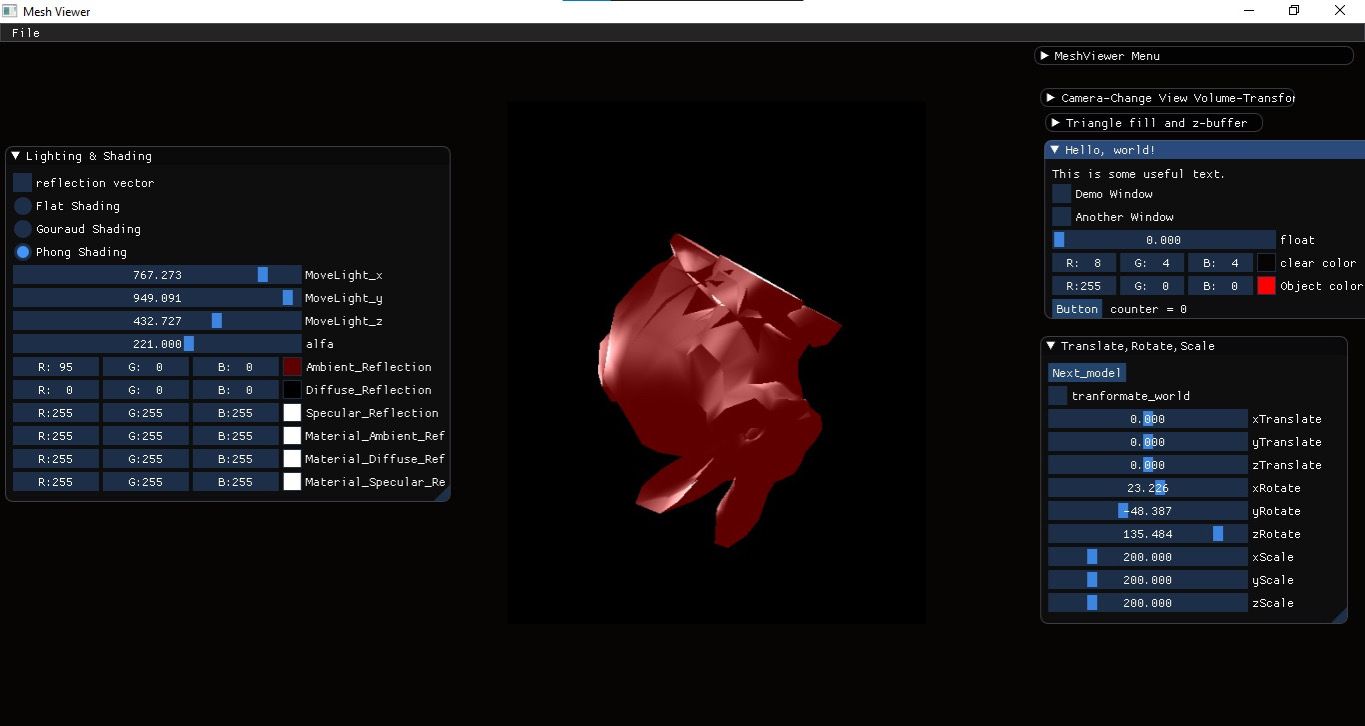 Mesh Viewer
File
MeshViewer Menu
Camera-Change View Volume-Transfor
Triangle fill and z-buffer
Lighting & Shading
reflection vector
Flat Shading
Gouraud Shading
Phong Shading
767.273 MoveLight_x
949.091 MoveLight_y
432.727 MoveLight_z
221.000 alfa
R: 95 G: 0 B: 0 Ambient_Reflection
R: 0 G: 0 B: 0 Diffuse_Reflection
R:255 G:255 B:255 Specular_Reflection
R:255 G:255 B:255 Material_Ambient_Ref
R:255 G:255 B:255 Material_Diffuse_Ref
R:255 G:255 B:255 Material_Specular_Re
Hello, world!
This is some useful text.
Demo Window
Another Window
0.000 float
R: 8 G: 4 B: 4 clear color
R:255 G: 0 B: 0 Object color
Button counter = 0
Translate,Rotate,Scale
Next_model
tranformate_world
0.000 xTranslate
0.000 yTranslate
0.000 zTranslate
23.226 xRotate
-48.387 yRotate
135.484 zRotate
200.000 xScale
200.000 yScale
200.000 zScale